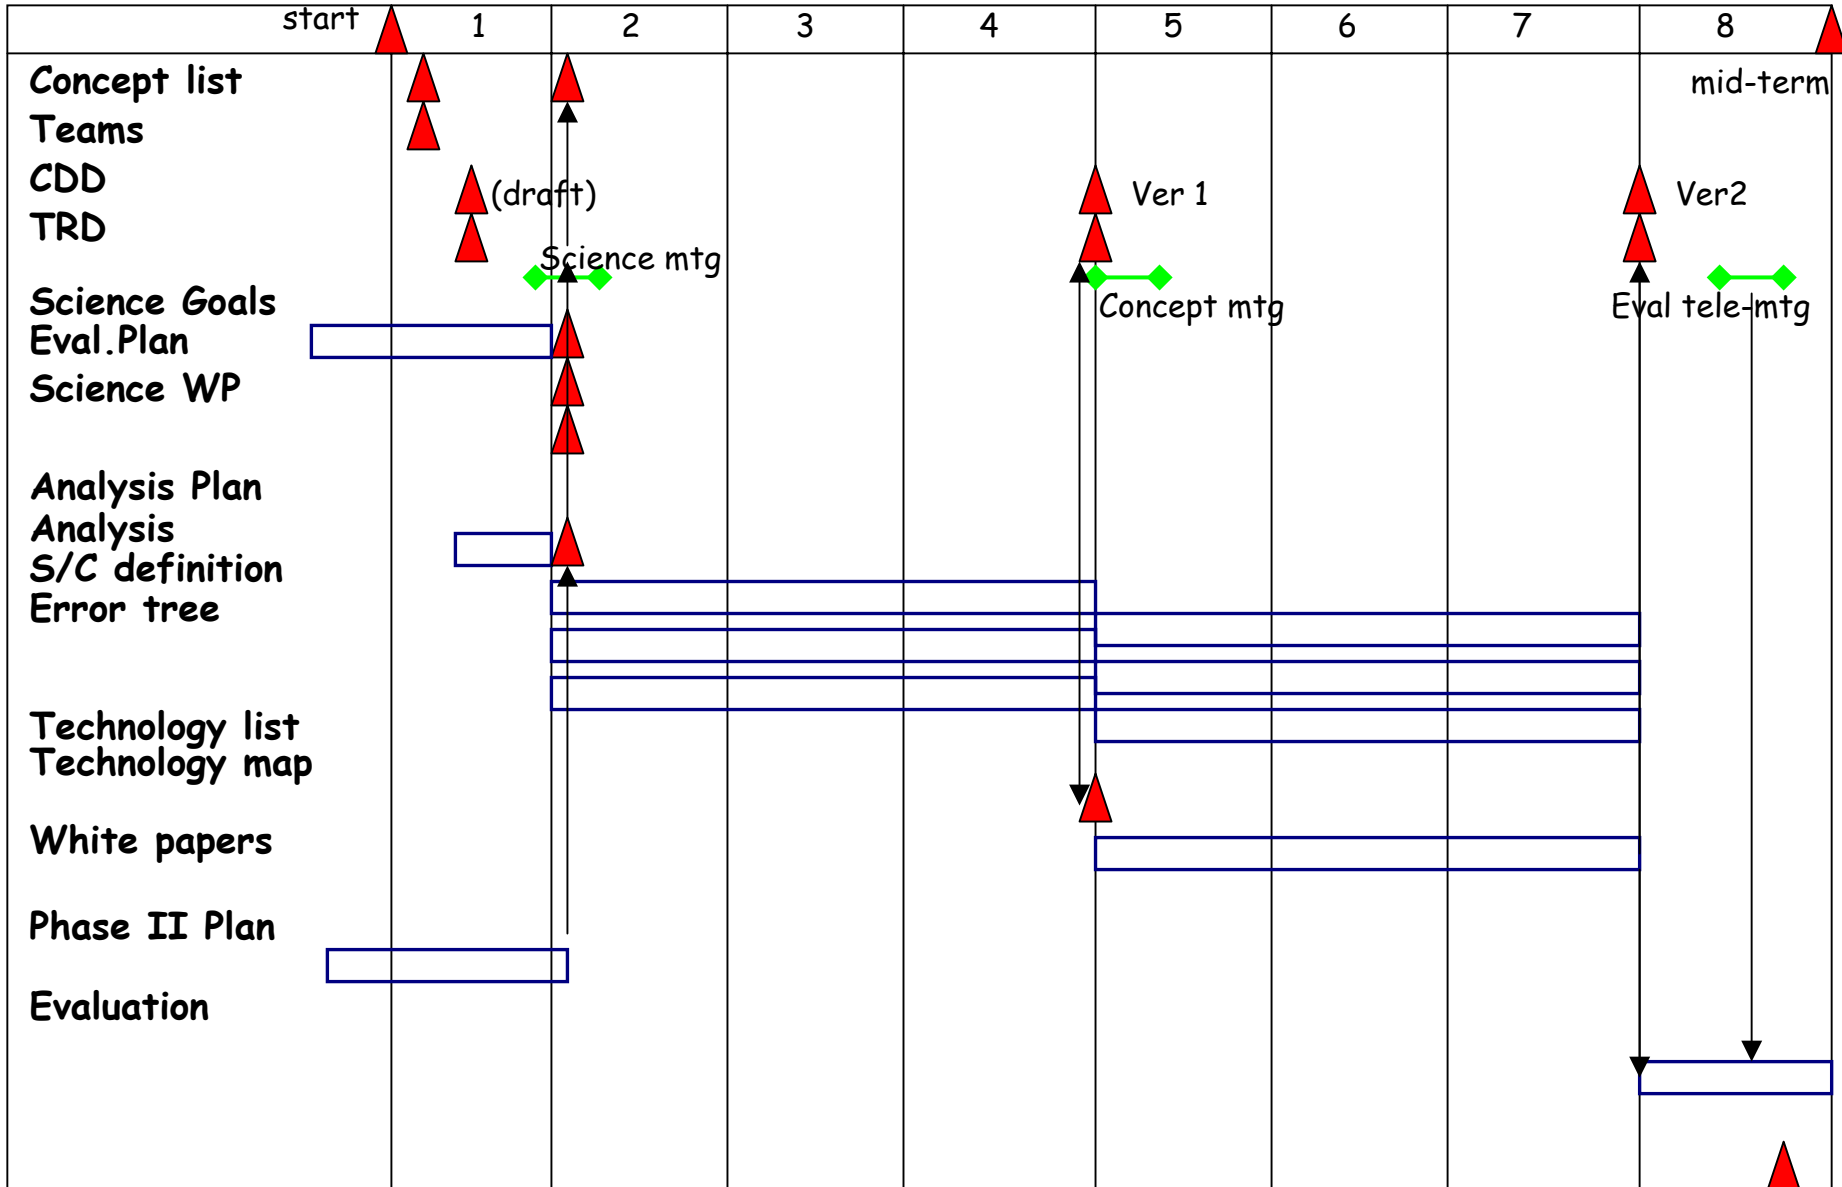 start 1 2 3 4 5 6 7 8
Concept list
mid-term
Teams
CDD (draft) Ver 1 Ver2
TRD
Science mtg
Science Goals
Concept mtg Eval tele-mtg
Eval.Plan
Science WP
Analysis Plan
Analysis
S/C definition
Error tree
Technology list
Technology map
White papers
Phase II Plan
Evaluation